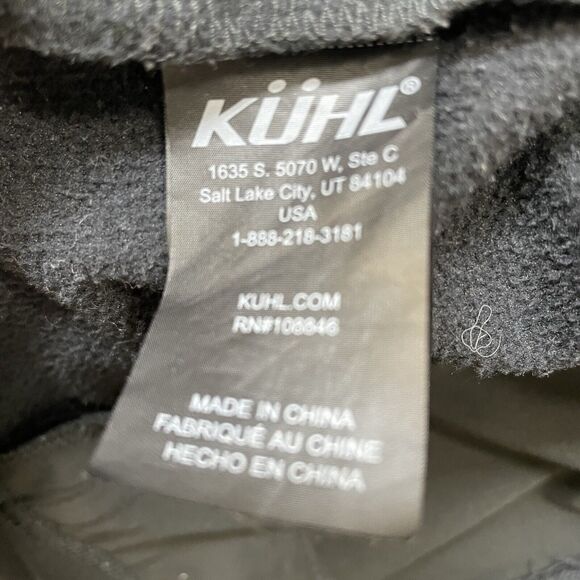 KÜHL®
1635 S. 5070 W, Ste C
Salt Lake City, UT 84104
USA
1-888-218-3181
KUHL.COM
RN#106846
MADE IN CHINA
FABRIQUÉ AU CHINE
HECHO EN CHINA